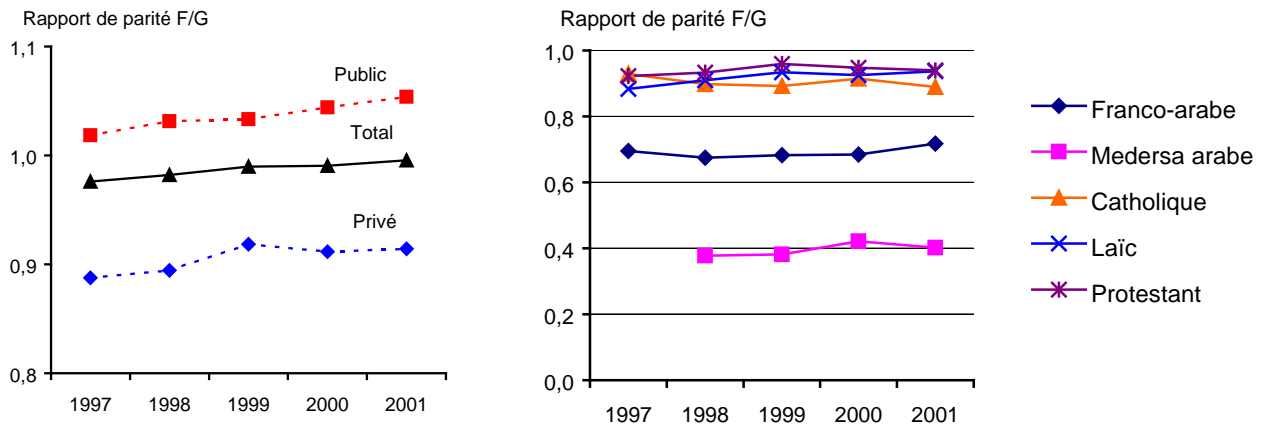 Rapport de parité F/G
1,1
1,0
0,9
0,8
Public
Total
Privé
1997 1998 1999 2000 2001
Rapport de parité F/G
1,0
0,8
0,6
0,4
0,2
0,0
1997 1998 1999 2000 2001
Franco-arabe
Medersa arabe
Catholique
Laïc
Protestant